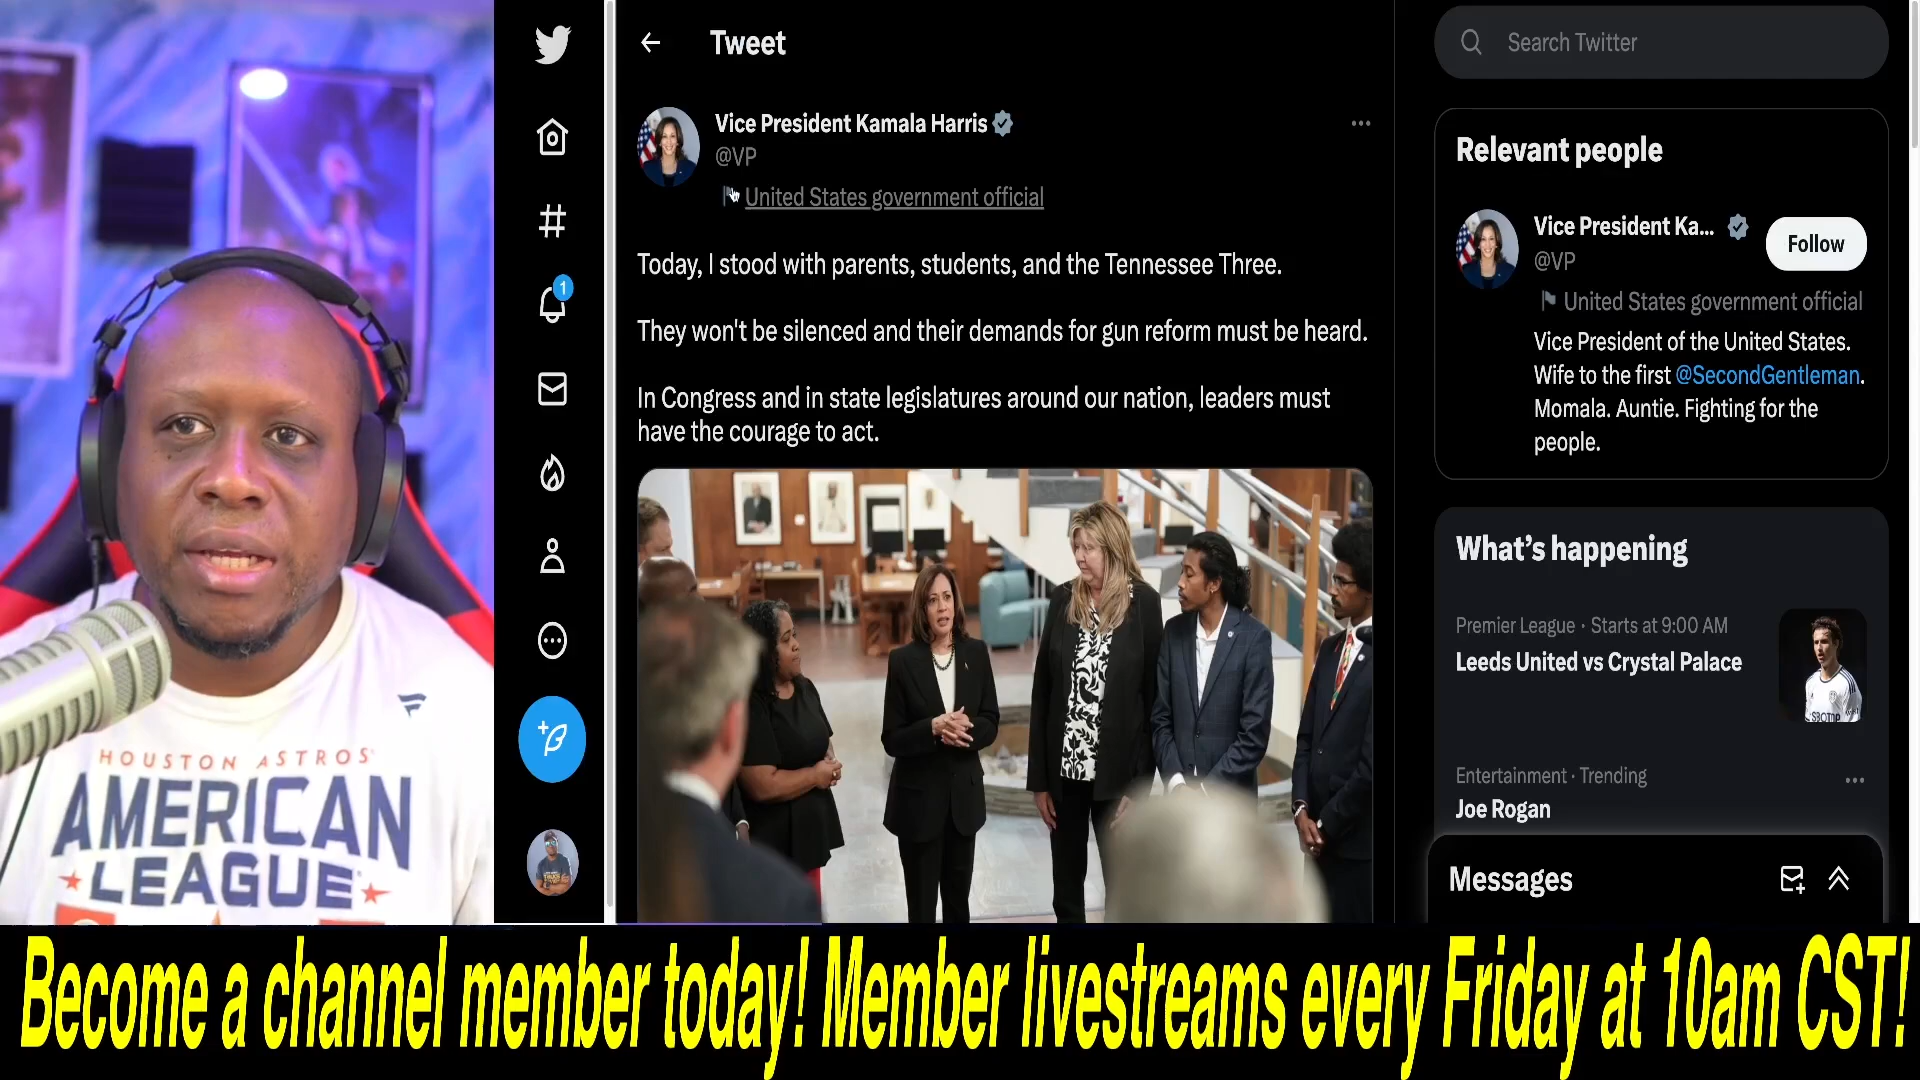 Tweet
Vice President Kamala Harris
@VP
United States government official
Today, I stood with parents, students, and the Tennessee Three.
They won't be silenced and their demands for gun reform must be heard.
In Congress and in state legislatures around our nation, leaders must
have the courage to act.
Search Twitter
Relevant people
Vice President Ka...
@VP
Follow
United States government official
Vice President of the United States.
Wife to the first @SecondGentleman.
Momala. Auntie. Fighting for the
people.
What's happening
Premier League · Starts at 9:00 AM
Leeds United vs Crystal Palace
Entertainment · Trending
Joe Rogan
Messages
1
HOUSTON ASTROS
AMERICAN
LEAGUE
Become a channel member today! Member livestreams every Friday at 10am CST!